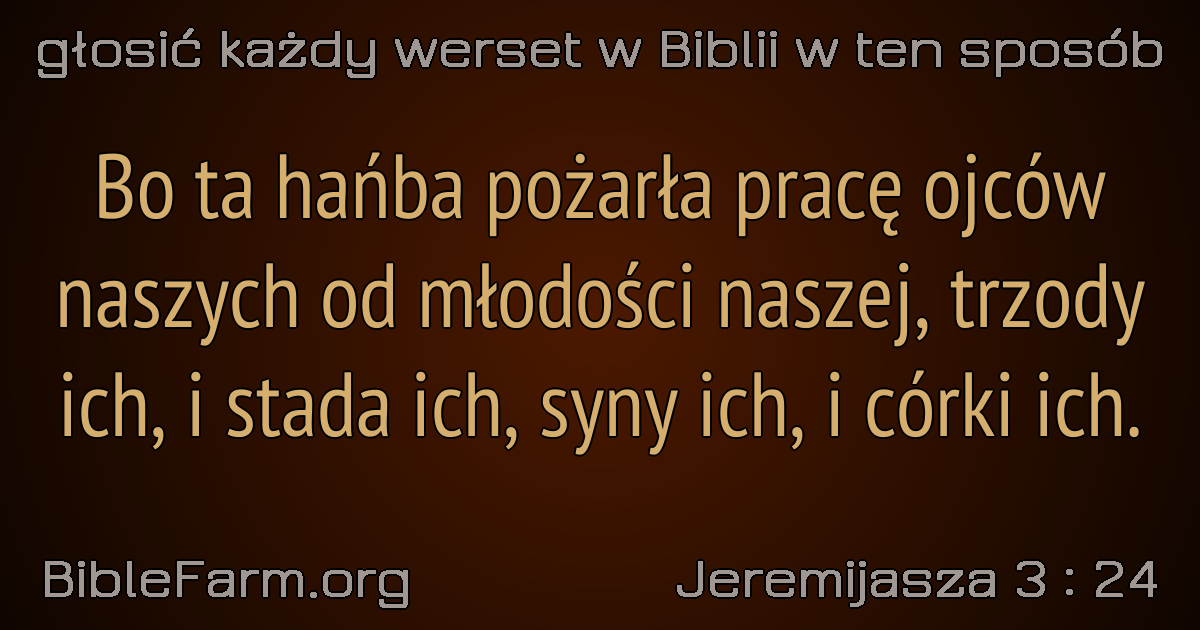 głosić każdy werset w Biblii w ten sposób
Bo ta hańba pożarła pracę ojców
naszych od młodości naszej, trzody
ich, i stada ich, syny ich, i córki ich.
BibleFarm.org
Jeremijasza 3 : 24